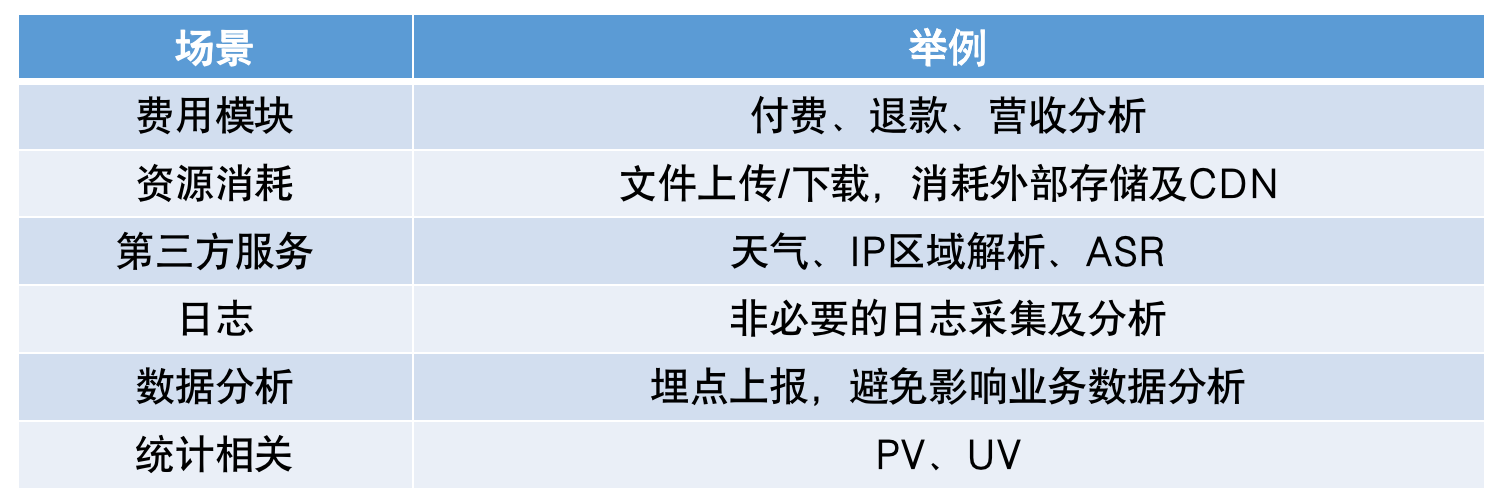 场景 举例
费用模块 付费、退款、营收分析
资源消耗 文件上传/下载，消耗外部存储及CDN
第三方服务 天气、IP区域解析、ASR
日志 非必要的日志采集及分析
数据分析 埋点上报，避免影响业务数据分析
统计相关 PV、UV